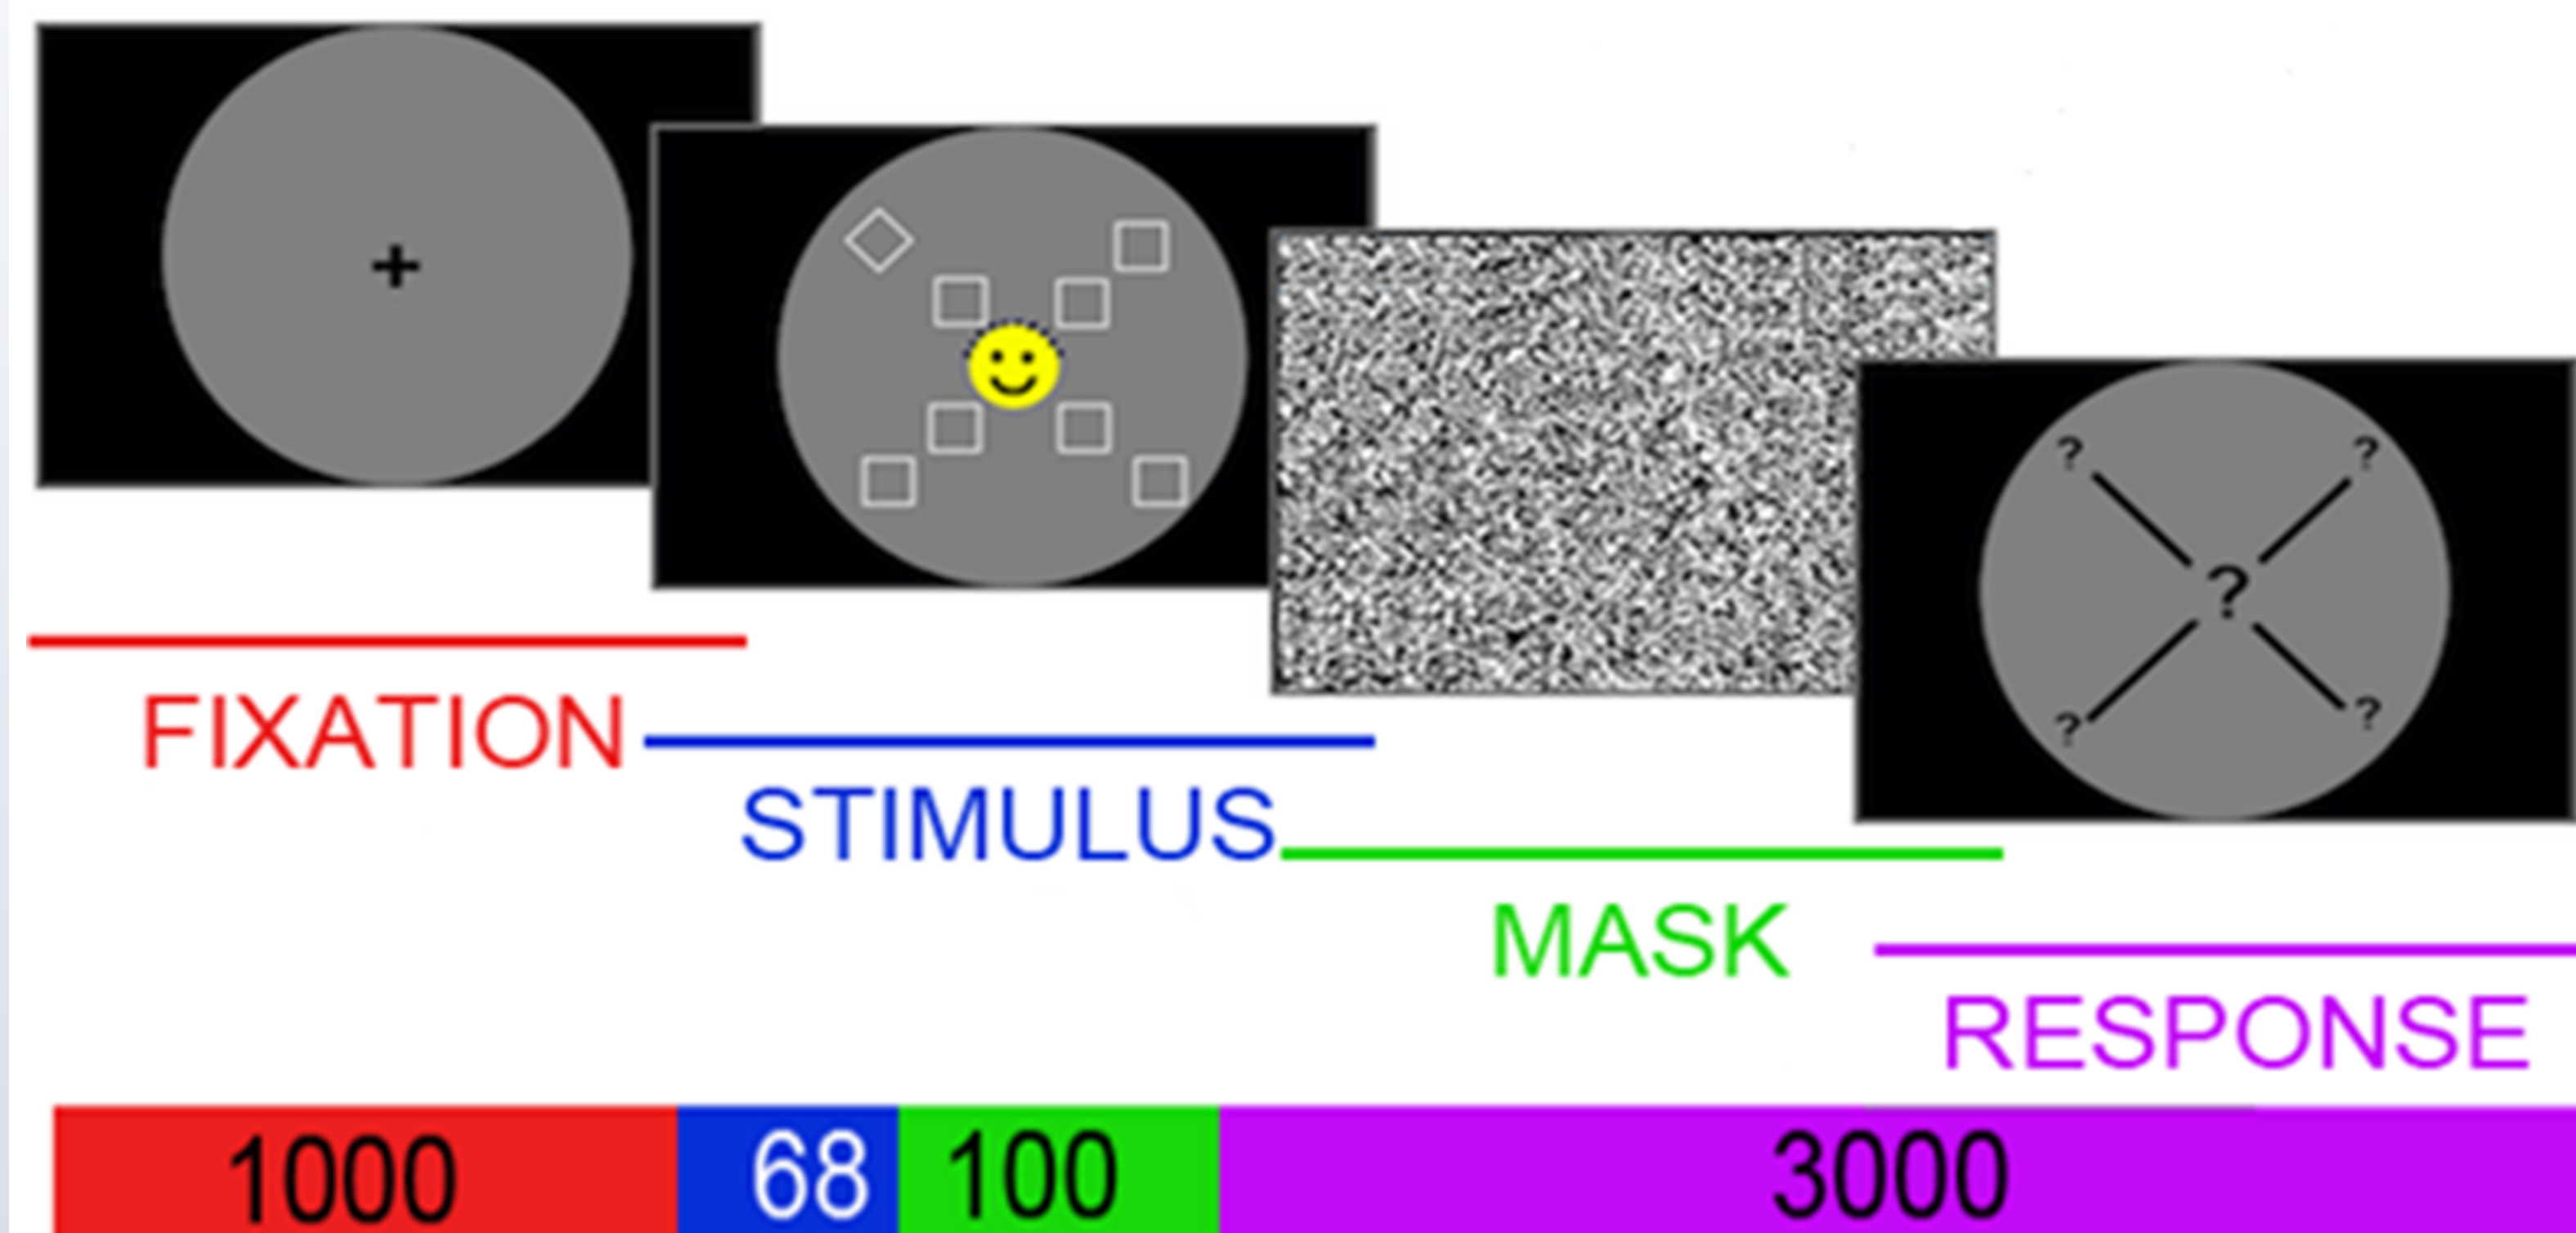 +
? ?
?
? ?
FIXATION
STIMULUS
MASK
RESPONSE
1000 68 100 3000